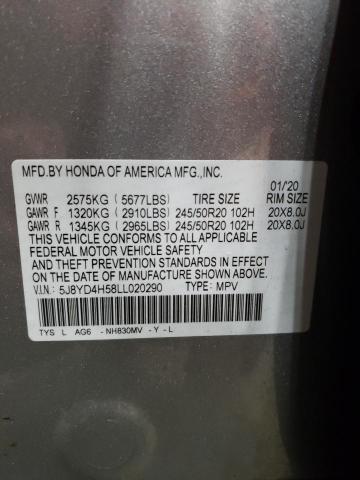 MFD.BY HONDA OF AMERICA MFG.,INC.
01/20
GVWR 2575KG (5677LBS) TIRE SIZE RIM SIZE
GAWR F 1320KG (2910LBS) 245/50R20 102H 20X8.0J
GAWR R 1345KG (2965LBS) 245/50R20 102H 20X8.0J
THIS VEHICLE CONFORMS TO ALL APPLICABLE
FEDERAL MOTOR VEHICLE SAFETY STANDARDS IN EFFECT ON
THE DATE OF MANUFACTURE SHOWN ABOVE.
V.I.N.: 5J8YD4H58LL020290 TYPE: MPV
TYS L AG6 - NH830MV - Y - L